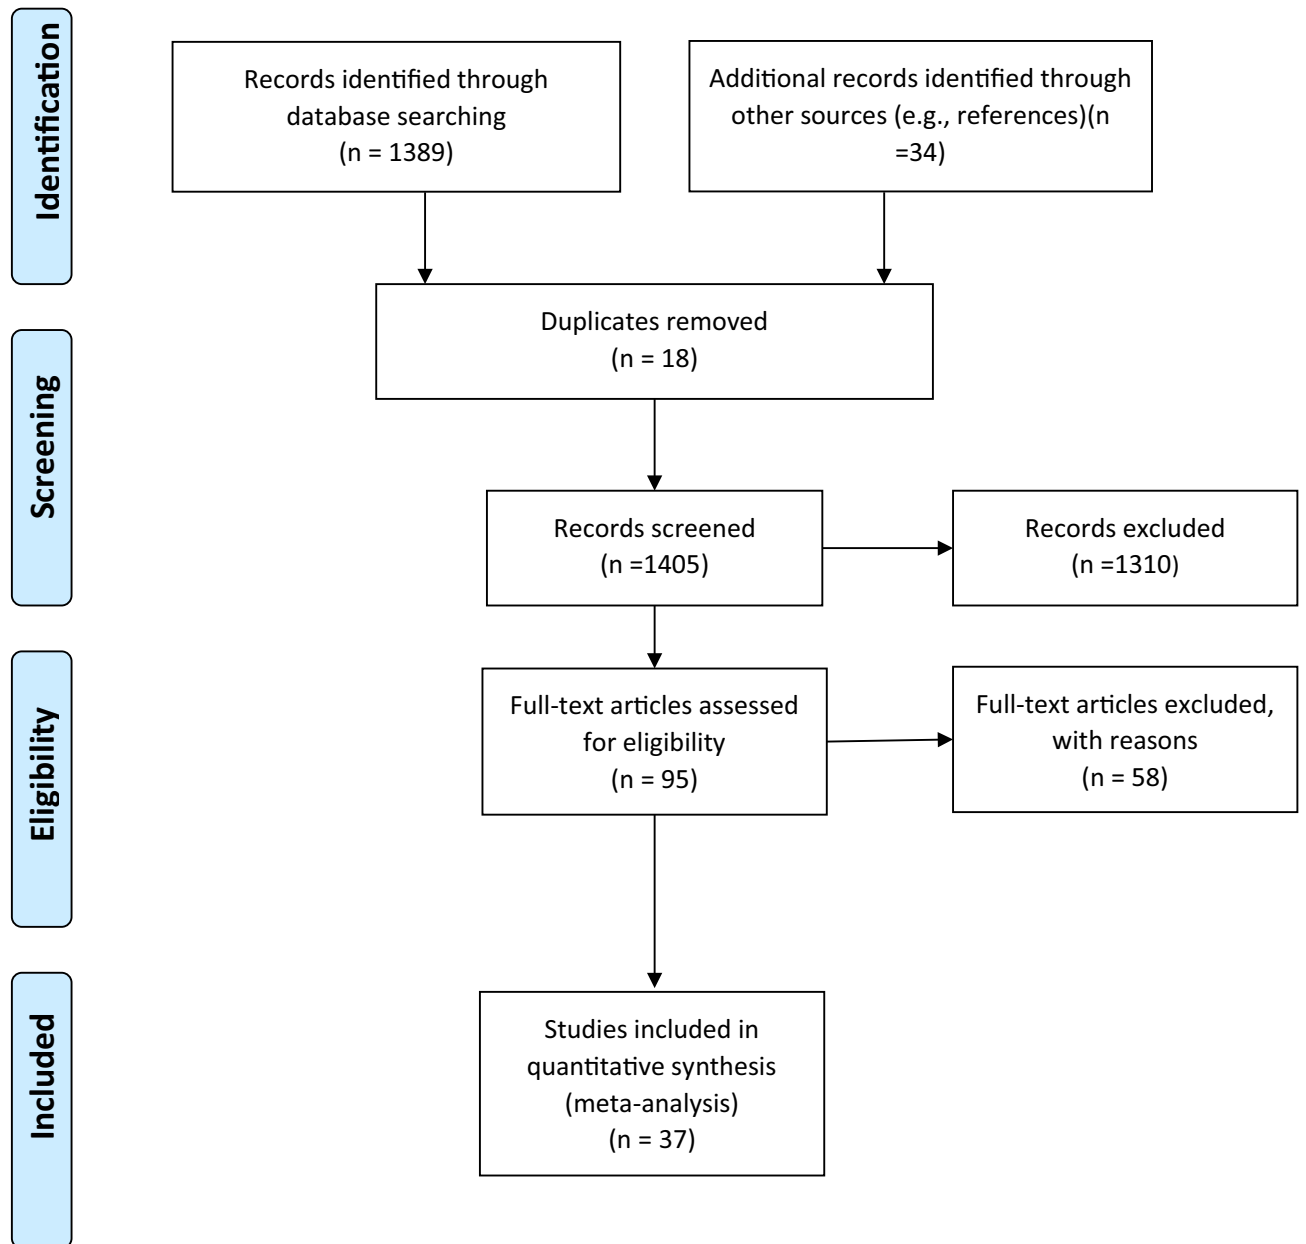 Identification
Records identified through
database searching
(n = 1389)
Additional records identified through
other sources (e.g., references)(n
=34)
Duplicates removed
(n = 18)
Screening
Records screened
(n =1405)
Records excluded
(n =1310)
Eligibility
Full-text articles assessed
for eligibility
(n = 95)
Full-text articles excluded,
with reasons
(n = 58)
Included
Studies included in
quantitative synthesis
(meta-analysis)
(n = 37)